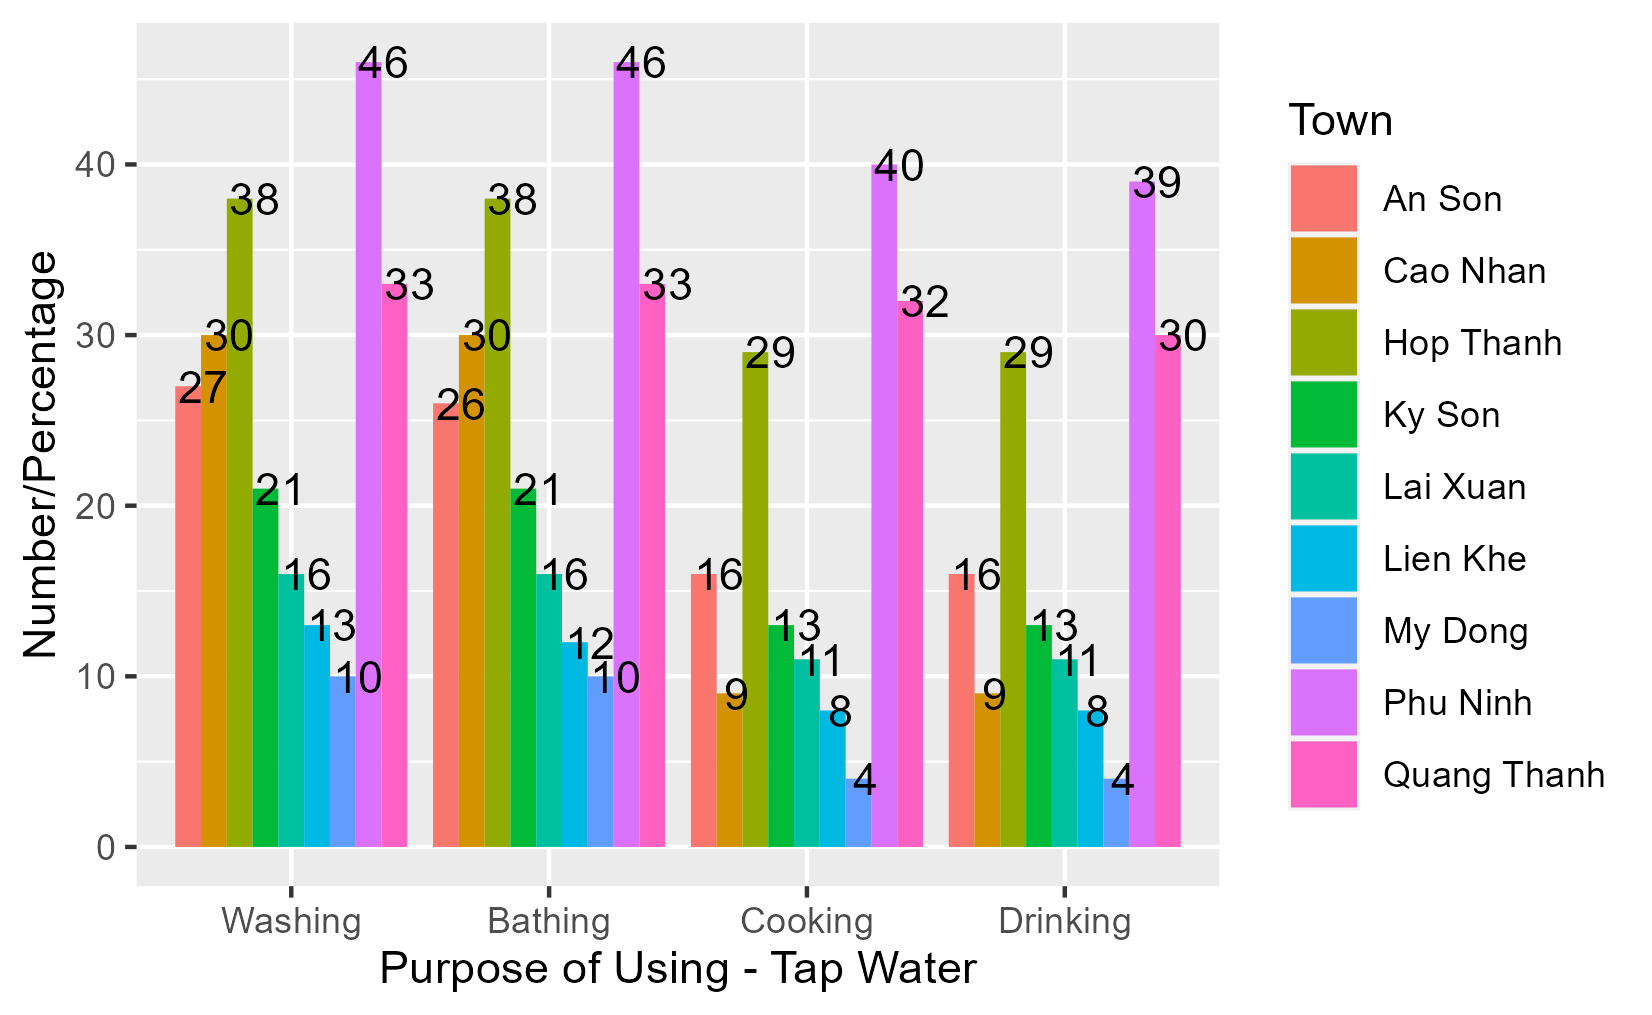 Number/Percentage
40
30
20
10
0
27 30 38 21 16 13 10 46 33
26 30 38 21 16 12 10 46 33
16 9 29 13 11 8 4 40 32
16 9 29 13 11 8 4 39 30
Washing Bathing Cooking Drinking
Purpose of Using - Tap Water
Town
An Son
Cao Nhan
Hop Thanh
Ky Son
Lai Xuan
Lien Khe
My Dong
Phu Ninh
Quang Thanh